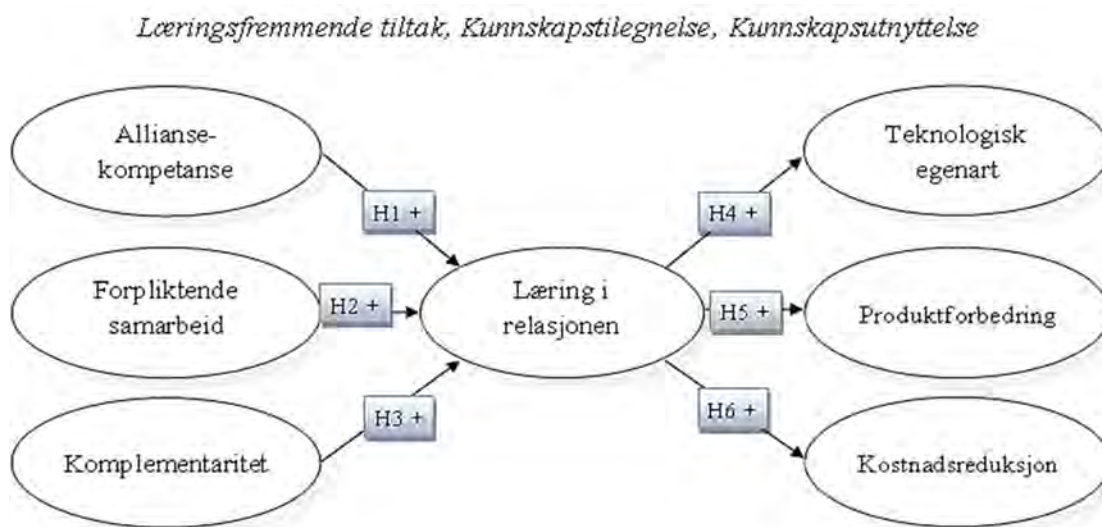 Læringsfremmende tiltak, Kunnskapstilegnelse, Kunnskapsutnyttelse
Allianse-
kompetanse
H1 +
Forpliktende
samarbeid
H2 +
Komplementaritet
H3 +
Læring i
relasjonen
H4 +
Teknologisk
egenart
H5 +
Produktforbedring
H6 +
Kostnadsreduksjon